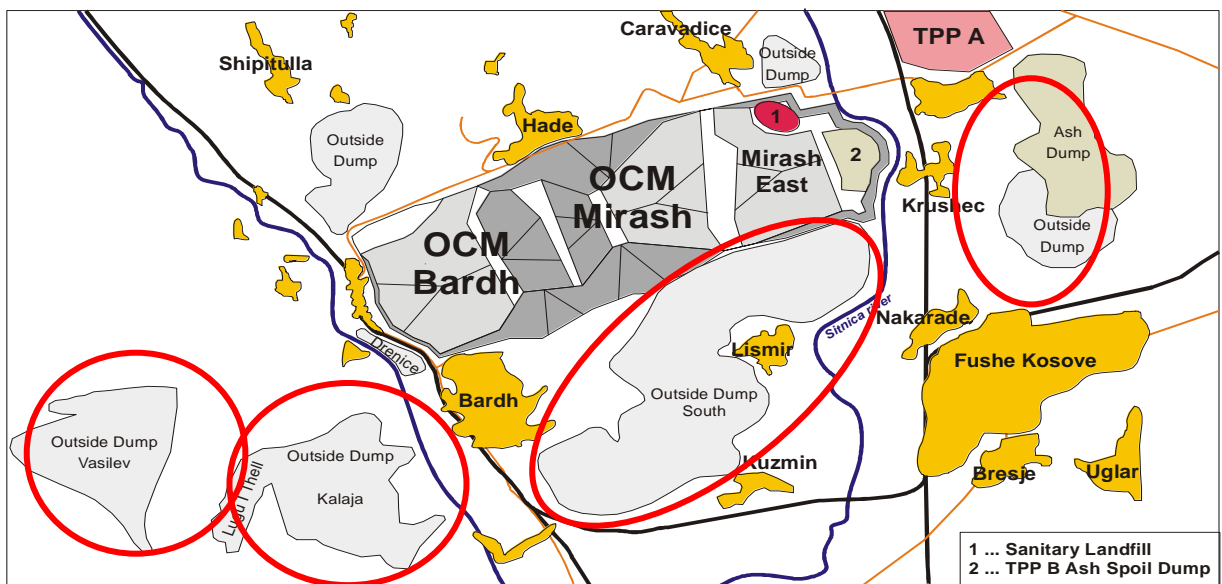 Caravadice
TPP A
Shipitulla
Outside
Dump
1
Hade
Outside
Dump
Mirash
East
2
Ash
Dump
OCM
Mirash
Krushec
Outside
Dump
OCM
Bardh
Sitnica river
Nakarade
Drenice
Lismir
Fushe Kosove
Bardh
Outside Dump
South
Outside Dump
Vasilev
Outside Dump
Kalaja
Lugu I Thell
Kuzmin
Bresje
Uglar
1 ... Sanitary Landfill
2 ... TPP B Ash Spoil Dump